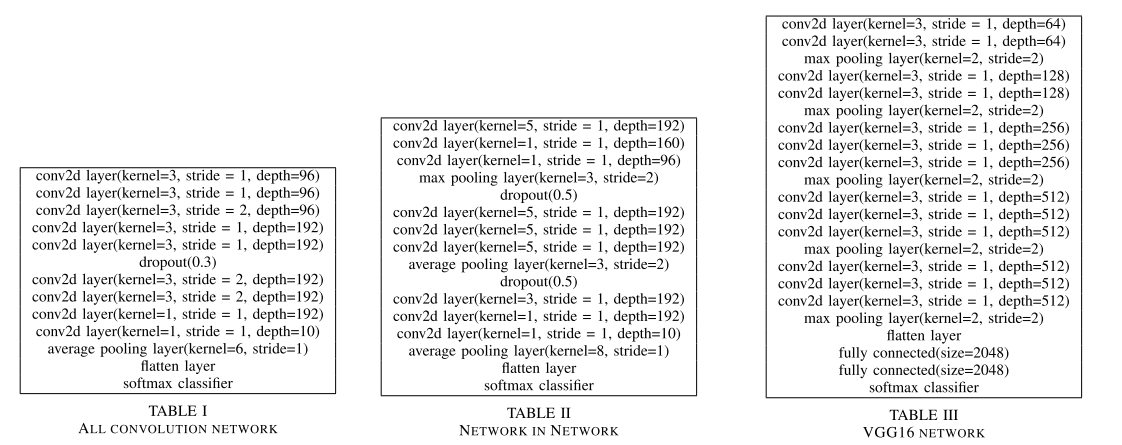 conv2d layer(kernel=3, stride = 1, depth=96)
conv2d layer(kernel=3, stride = 1, depth=96)
conv2d layer(kernel=3, stride = 2, depth=96)
conv2d layer(kernel=3, stride = 1, depth=192)
conv2d layer(kernel=3, stride = 1, depth=192)
dropout(0.3)
conv2d layer(kernel=3, stride = 2, depth=192)
conv2d layer(kernel=3, stride = 2, depth=192)
conv2d layer(kernel=1, stride = 1, depth=192)
conv2d layer(kernel=1, stride = 1, depth=10)
average pooling layer(kernel=6, stride=1)
flatten layer
softmax classifier
TABLE I
ALL CONVOLUTION NETWORK
conv2d layer(kernel=5, stride = 1, depth=192)
conv2d layer(kernel=1, stride = 1, depth=160)
conv2d layer(kernel=1, stride = 1, depth=96)
max pooling layer(kernel=3, stride=2)
dropout(0.5)
conv2d layer(kernel=5, stride = 1, depth=192)
conv2d layer(kernel=5, stride = 1, depth=192)
conv2d layer(kernel=5, stride = 1, depth=192)
average pooling layer(kernel=3, stride=2)
dropout(0.5)
conv2d layer(kernel=3, stride = 1, depth=192)
conv2d layer(kernel=1, stride = 1, depth=192)
conv2d layer(kernel=1, stride = 1, depth=10)
average pooling layer(kernel=8, stride=1)
flatten layer
softmax classifier
TABLE II
NETWORK IN NETWORK
conv2d layer(kernel=3, stride = 1, depth=64)
conv2d layer(kernel=3, stride = 1, depth=64)
max pooling layer(kernel=2, stride=2)
conv2d layer(kernel=3, stride = 1, depth=128)
conv2d layer(kernel=3, stride = 1, depth=128)
max pooling layer(kernel=2, stride=2)
conv2d layer(kernel=3, stride = 1, depth=256)
conv2d layer(kernel=3, stride = 1, depth=256)
conv2d layer(kernel=3, stride = 1, depth=256)
max pooling layer(kernel=2, stride=2)
conv2d layer(kernel=3, stride = 1, depth=512)
conv2d layer(kernel=3, stride = 1, depth=512)
conv2d layer(kernel=3, stride = 1, depth=512)
max pooling layer(kernel=2, stride=2)
conv2d layer(kernel=3, stride = 1, depth=512)
conv2d layer(kernel=3, stride = 1, depth=512)
conv2d layer(kernel=3, stride = 1, depth=512)
max pooling layer(kernel=2, stride=2)
flatten layer
fully connected(size=2048)
fully connected(size=2048)
softmax classifier
TABLE III
VGG16 NETWORK